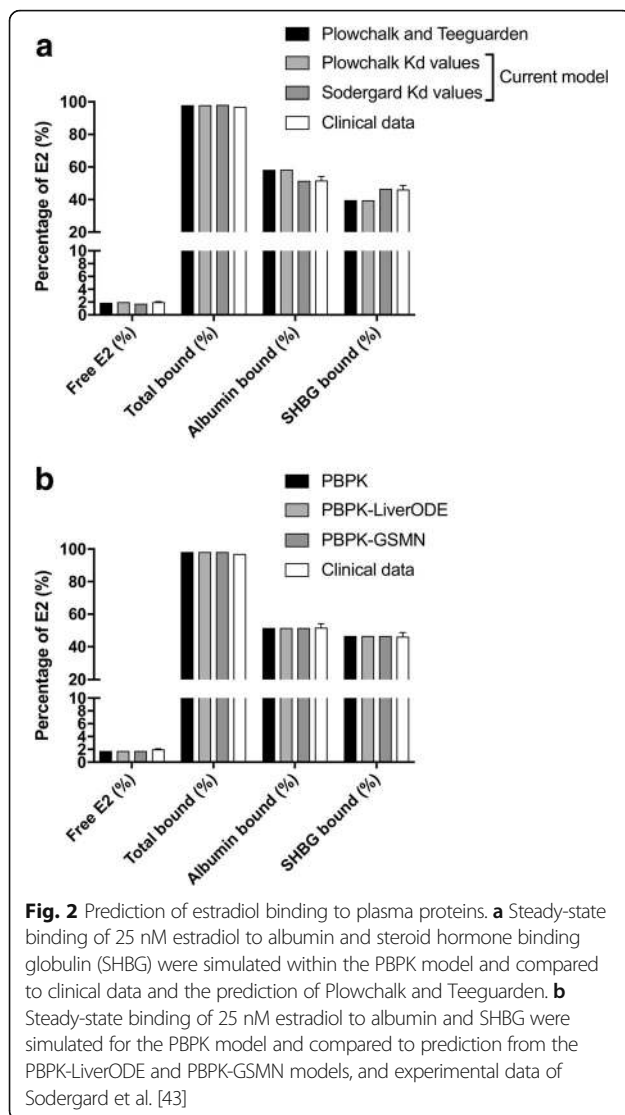 a
Plowchalk and Teeguarden
Plowchalk Kd values
Sodergard Kd values
Current model
Clinical data
Percentage of E2 (%)
100
80
60
40
20
10
8
6
4
2
0
Free E2 (%)
Total bound (%)
Albumin bound (%)
SHBG bound (%)
b
PBPK
PBPK-LiverODE
PBPK-GSMN
Clinical data
Percentage of E2 (%)
100
80
60
40
20
10
8
6
4
2
0
Free E2 (%)
Total bound (%)
Albumin bound (%)
SHBG bound (%)
Fig. 2 Prediction of estradiol binding to plasma proteins. a Steady-state
binding of 25 nM estradiol to albumin and steroid hormone binding
globulin (SHBG) were simulated within the PBPK model and compared
to clinical data and the prediction of Plowchalk and Teeguarden. b
Steady-state binding of 25 nM estradiol to albumin and SHBG were
simulated for the PBPK model and compared to prediction from the
PBPK-LiverODE and PBPK-GSMN models, and experimental data of
Sodergard et al. [43]